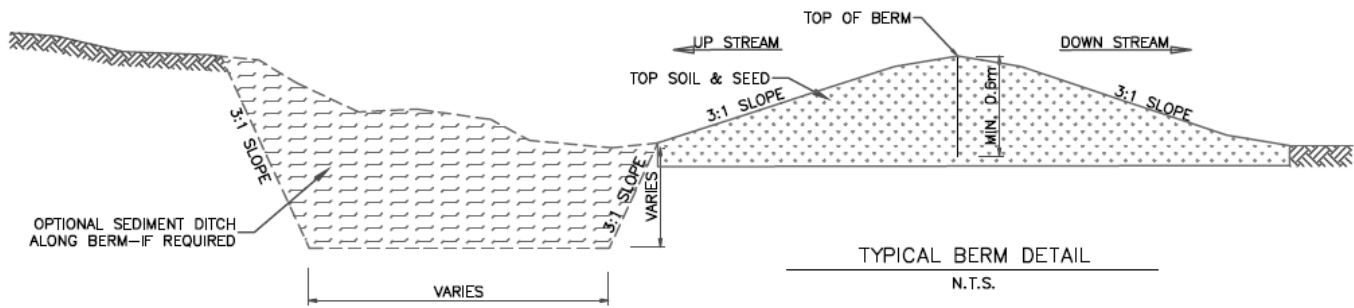 TOP OF BERM
UP STREAM
DOWN STREAM
TOP SOIL & SEED
3:1 SLOPE
MIN. 0.6m
3:1 SLOPE
3:1 SLOPE
3:1 SLOPE
VARIES
OPTIONAL SEDIMENT DITCH
ALONG BERM-IF REQUIRED
TYPICAL BERM DETAIL
N.T.S.
VARIES